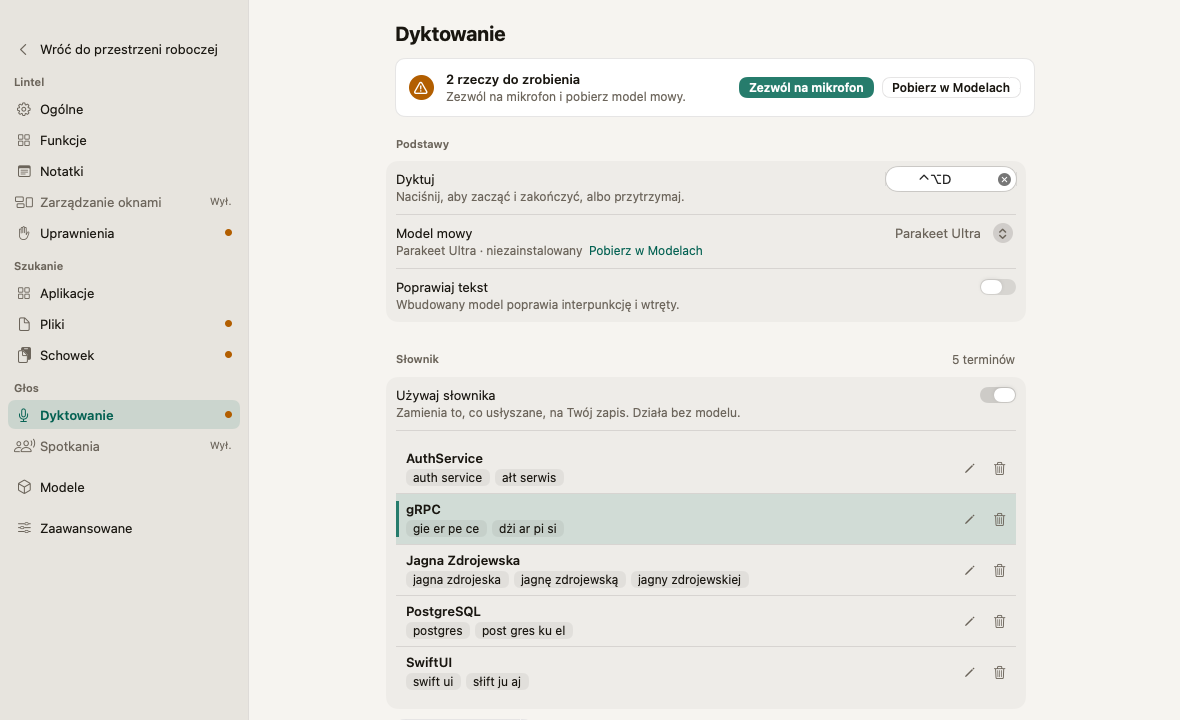 Wróć do przestrzeni roboczej
Lintel
Ogólne
Funkcje
Notatki
Zarządzanie oknami Wył.
Uprawnienia
Szukanie
Aplikacje
Pliki
Schowek
Głos
Dyktowanie
Spotkania Wył.
Modele
Zaawansowane
Dyktowanie
2 rzeczy do zrobienia
Zezwól na mikrofon i pobierz model mowy.
Zezwól na mikrofon Pobierz w Modelach
Podstawy
Dyktuj
Naciśnij, aby zacząć i zakończyć, albo przytrzymaj.
⌃⌥D
Model mowy
Parakeet Ultra · niezainstalowany Pobierz w Modelach
Parakeet Ultra
Poprawiaj tekst
Wbudowany model poprawia interpunkcję i wtręty.
Słownik 5 terminów
Używaj słownika
Zamienia to, co usłyszane, na Twój zapis. Działa bez modelu.
AuthService
auth service ałt serwis
gRPC
gie er pe ce dżi ar pi si
Jagna Zdrojewska
jagna zdrojeska jagnę zdrojewską jagny zdrojewskiej
PostgreSQL
postgres post gres ku el
SwiftUI
swift ui słift ju aj